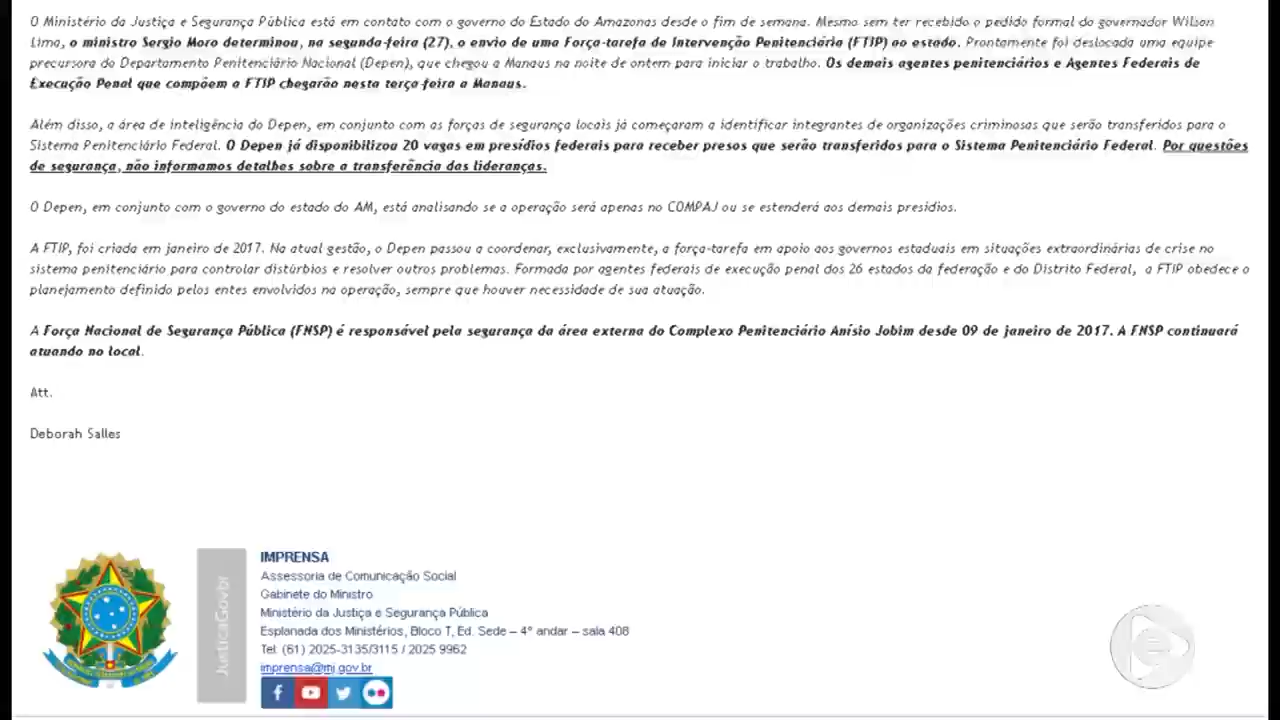 O Ministério da Justiça e Segurança Pública está em contato com o governo do Estado do Amazonas desde o fim de semana. Mesmo sem ter recebido o pedido formal do governador Wilson
Lima, o ministro Sergio Moro determinou, na segunda-feira (27), o envio de uma Força-tarefa de Intervenção Penitenciária (FTIP) ao estado. Prontamente foi deslocada uma equipe
precursora do Departamento Penitenciário Nacional (Depen), que chegou a Manaus na noite de ontem para iniciar o trabalho. Os demais agentes penitenciários e Agentes Federais de
Execução Penal que compõem a FTIP chegarão nesta terça-feira a Manaus.
Além disso, a área de inteligência do Depen, em conjunto com as forças de segurança locais já começaram a identificar integrantes de organizações criminosas que serão transferidos para o
Sistema Penitenciário Federal. O Depen já disponibilizou 20 vagas em presídios federais para receber presos que serão transferidos para o Sistema Penitenciário Federal. Por questões
de segurança, não informamos detalhes sobre a transferência das lideranças.
O Depen, em conjunto com o governo do estado do AM, está analisando se a operação será apenas no COMPAJ ou se estenderá aos demais presídios.
A FTIP, foi criada em janeiro de 2017. Na atual gestão, o Depen passou a coordenar, exclusivamente, a força-tarefa em apoio aos governos estaduais em situações extraordinárias de crise no
sistema penitenciário para controlar distúrbios e resolver outros problemas. Formada por agentes federais de execução penal dos 26 estados da federação e do Distrito Federal, a FTIP obedece o
planejamento definido pelos entes envolvidos na operação, sempre que houver necessidade de sua atuação.
A Força Nacional de Segurança Pública (FNSP) é responsável pela segurança da área externa do Complexo Penitenciário Anísio Jobim desde 09 de janeiro de 2017. A FNSP continuará
atuando no local.
Att.
Deborah Salles
JusticaGovbr
IMPRENSA
Assessoria de Comunicação Social
Gabinete do Ministro
Ministério da Justiça e Segurança Pública
Esplanada dos Ministérios, Bloco T, Ed. Sede – 4º andar – sala 408
Tel: (61) 2025-3135/3115 / 2025 9962
imprensa@mj.gov.br